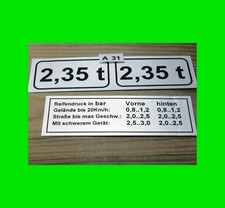 A 31
2,35 t 2,35 t
Reifendruck in bar Vorne hinten
Gelände bis 20Km/h: 0,8..1,2 0,8..1,2
Straße bis max Geschw.: 2,0..2,5 2,0..2,5
Mit schwerem Gerät: 2,5..3,0 2,0..2,5